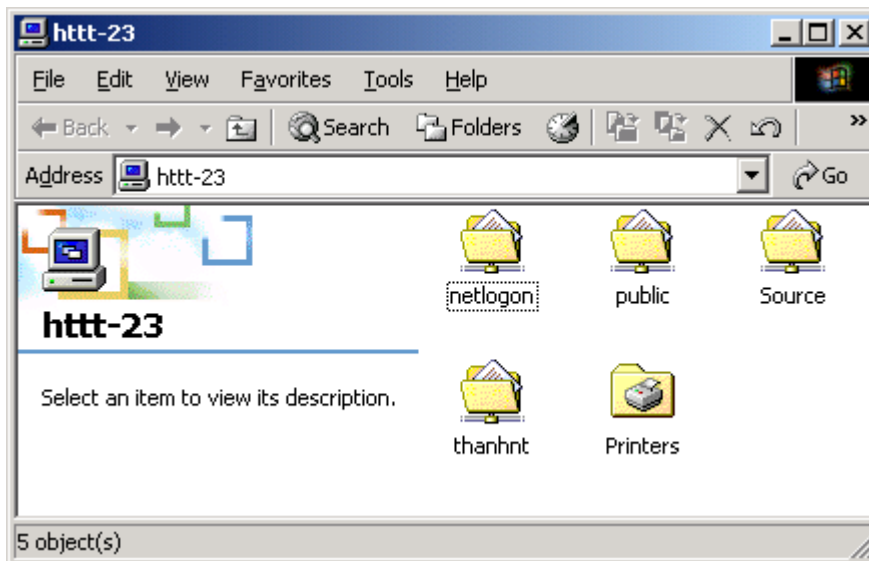 httt-23
File Edit View Favorites Tools Help
Back Search Folders »
Address httt-23 Go
httt-23
Select an item to view its description.
netlogon public Source
thanhnt Printers
5 object(s)